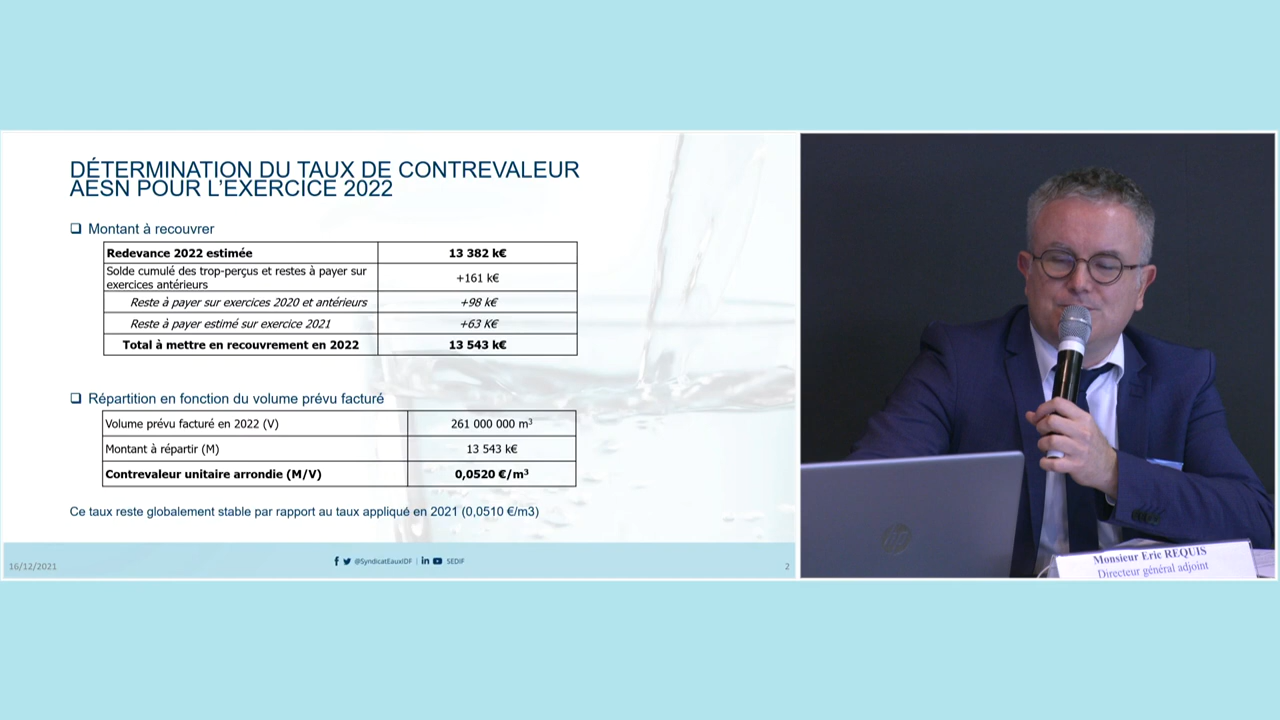 DÉTERMINATION DU TAUX DE CONTREVALEUR
AESN POUR L'EXERCICE 2022
Montant à recouvrer
Redevance 2022 estimée 13 382 k€
Solde cumulé des trop-perçus et restes à payer sur
exercices antérieurs +161 k€
Reste à payer sur exercices 2020 et antérieurs +98 k€
Reste à payer estimé sur exercice 2021 +63 K€
Total à mettre en recouvrement en 2022 13 543 k€
Répartition en fonction du volume prévu facturé
Volume prévu facturé en 2022 (V) 261 000 000 m³
Montant à répartir (M) 13 543 k€
Contrevaleur unitaire arrondie (M/V) 0,0520 €/m³
Ce taux reste globalement stable par rapport au taux appliqué en 2021 (0,0510 €/m3)
16/12/2021 @SyndicatEauxIDF | SEDIF 2
hp
Monsieur Eric REQUIS
Directeur général adjoint